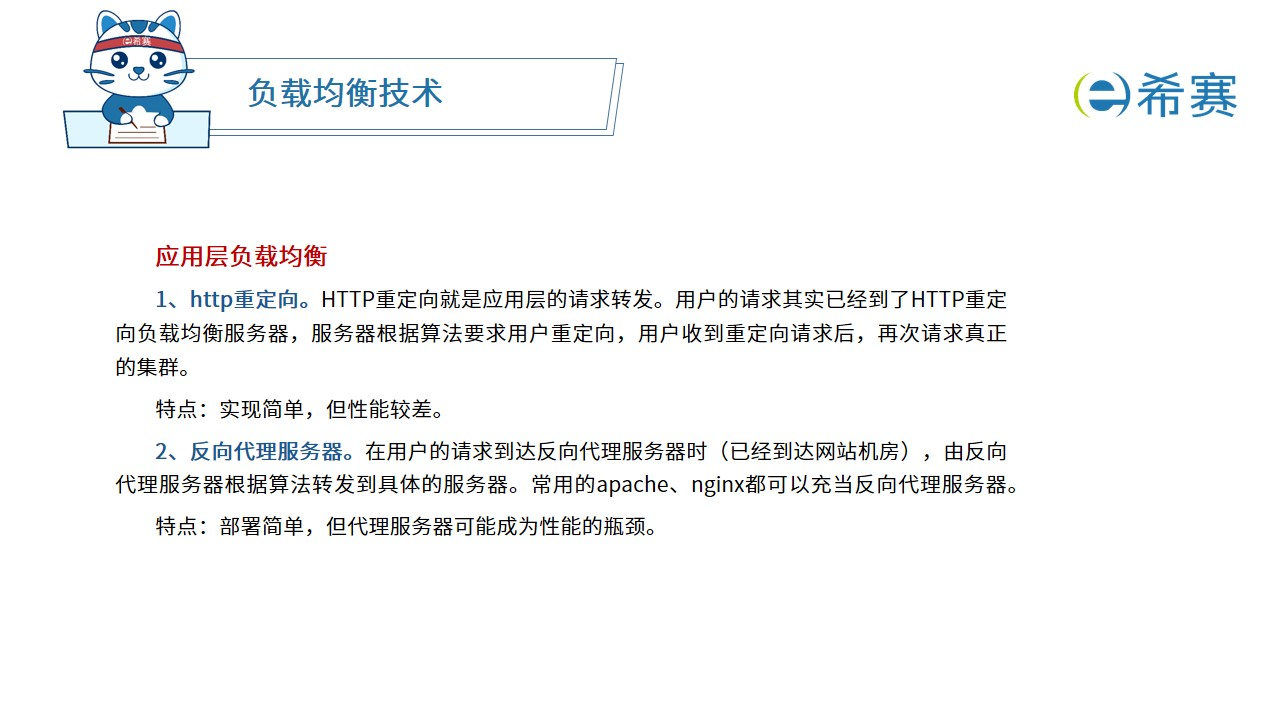 希赛
负载均衡技术
希赛
应用层负载均衡
1、http重定向。HTTP重定向就是应用层的请求转发。用户的请求其实已经到了HTTP重定
向负载均衡服务器，服务器根据算法要求用户重定向，用户收到重定向请求后，再次请求真正
的集群。
特点：实现简单，但性能较差。
2、反向代理服务器。在用户的请求到达反向代理服务器时（已经到达网站机房），由反向
代理服务器根据算法转发到具体的服务器。常用的apache、nginx都可以充当反向代理服务器。
特点：部署简单，但代理服务器可能成为性能的瓶颈。